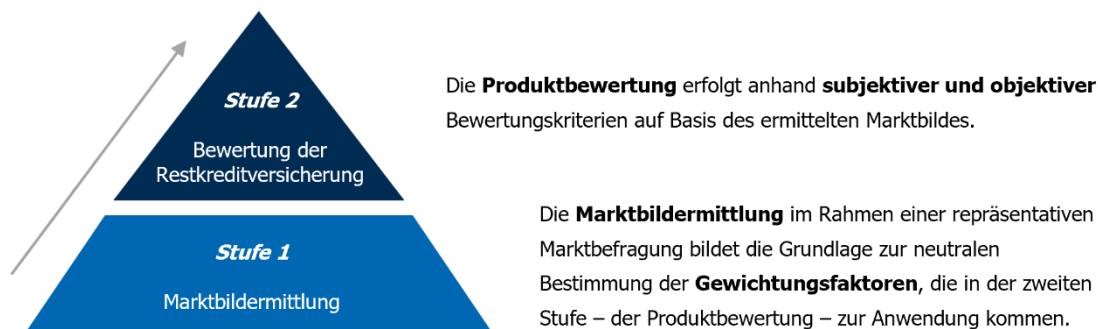 Stufe 2
Bewertung der
Restkreditversicherung
Die Produktbewertung erfolgt anhand subjektiver und objektiver
Bewertungskriterien auf Basis des ermittelten Marktbildes.
Stufe 1
Marktbildermittlung
Die Marktbildermittlung im Rahmen einer repräsentativen
Marktbefragung bildet die Grundlage zur neutralen
Bestimmung der Gewichtungsfaktoren, die in der zweiten
Stufe – der Produktbewertung – zur Anwendung kommen.